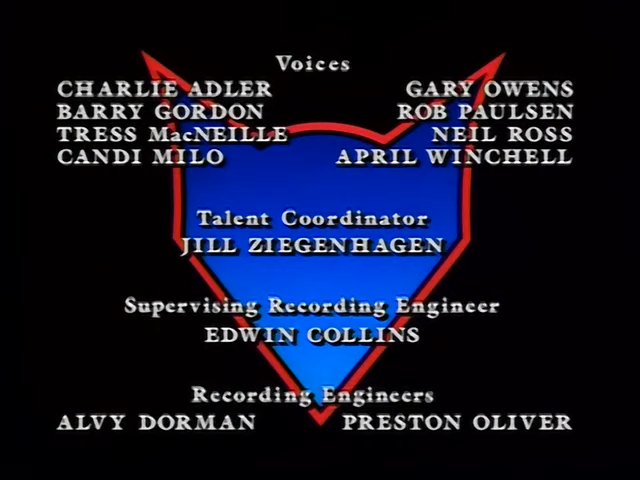 Voices
CHARLIE ADLER GARY OWENS
BARRY GORDON ROB PAULSEN
TRESS MacNEILLE NEIL ROSS
CANDI MILO APRIL WINCHELL
Talent Coordinator
JILL ZIEGENHAGEN
Supervising Recording Engineer
EDWIN COLLINS
Recording Engineers
ALVY DORMAN PRESTON OLIVER